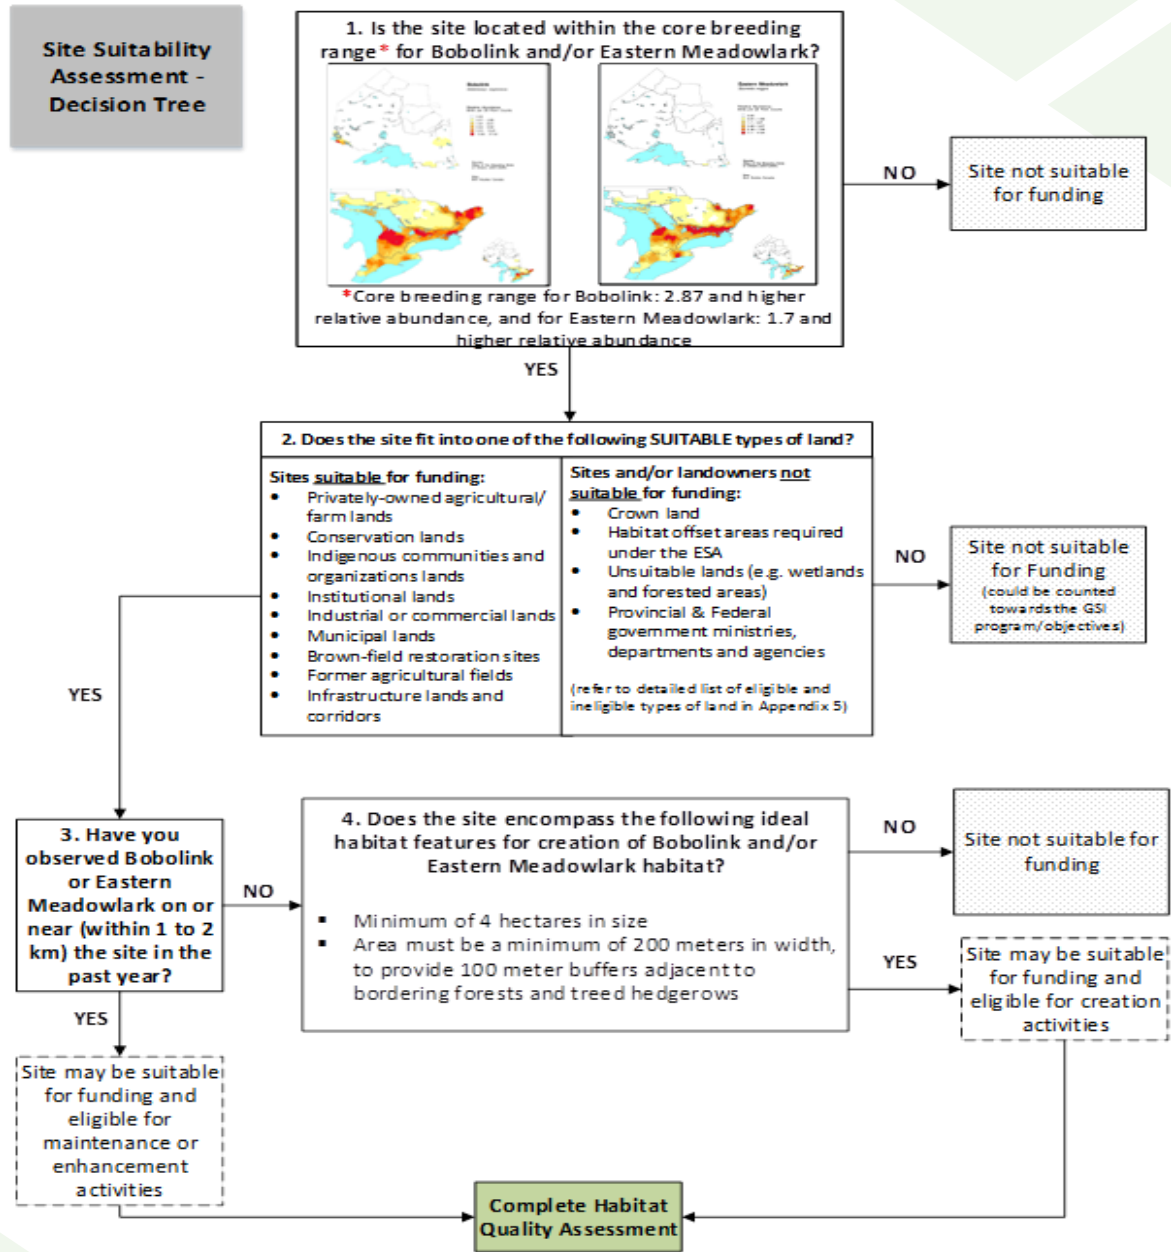 Site Suitability
Assessment -
Decision Tree
1. Is the site located within the core breeding
range* for Bobolink and/or Eastern Meadowlark?
Bobolink
Eastern Meadowlark
*Core breeding range for Bobolink: 2.87 and higher
relative abundance, and for Eastern Meadowlark: 1.7 and
higher relative abundance
NO
Site not suitable
for funding
YES
2. Does the site fit into one of the following SUITABLE types of land?
Sites suitable for funding:
• Privately-owned agricultural/
farm lands
• Conservation lands
• Indigenous communities and
organizations lands
• Institutional lands
• Industrial or commercial lands
• Municipal lands
• Brown-field restoration sites
• Former agricultural fields
• Infrastructure lands and
corridors
Sites and/or landowners not
suitable for funding:
• Crown land
• Habitat offset areas required
under the ESA
• Unsuitable lands (e.g. wetlands
and forested areas)
• Provincial & Federal
government ministries,
departments and agencies
(refer to detailed list of eligible and
ineligible types of land in Appendix 5)
NO
Site not suitable
for Funding
(could be counted
towards the GSI
program/objectives)
YES
3. Have you
observed Bobolink
or Eastern
Meadowlark on or
near (within 1 to 2
km) the site in the
past year?
NO
4. Does the site encompass the following ideal
habitat features for creation of Bobolink and/or
Eastern Meadowlark habitat?
▪ Minimum of 4 hectares in size
▪ Area must be a minimum of 200 meters in width,
to provide 100 meter buffers adjacent to
bordering forests and treed hedgerows
NO
Site not suitable for
funding
YES
Site may be suitable
for funding and
eligible for creation
activities
YES
Site may be suitable
for funding and
eligible for
maintenance or
enhancement
activities
Complete Habitat
Quality Assessment